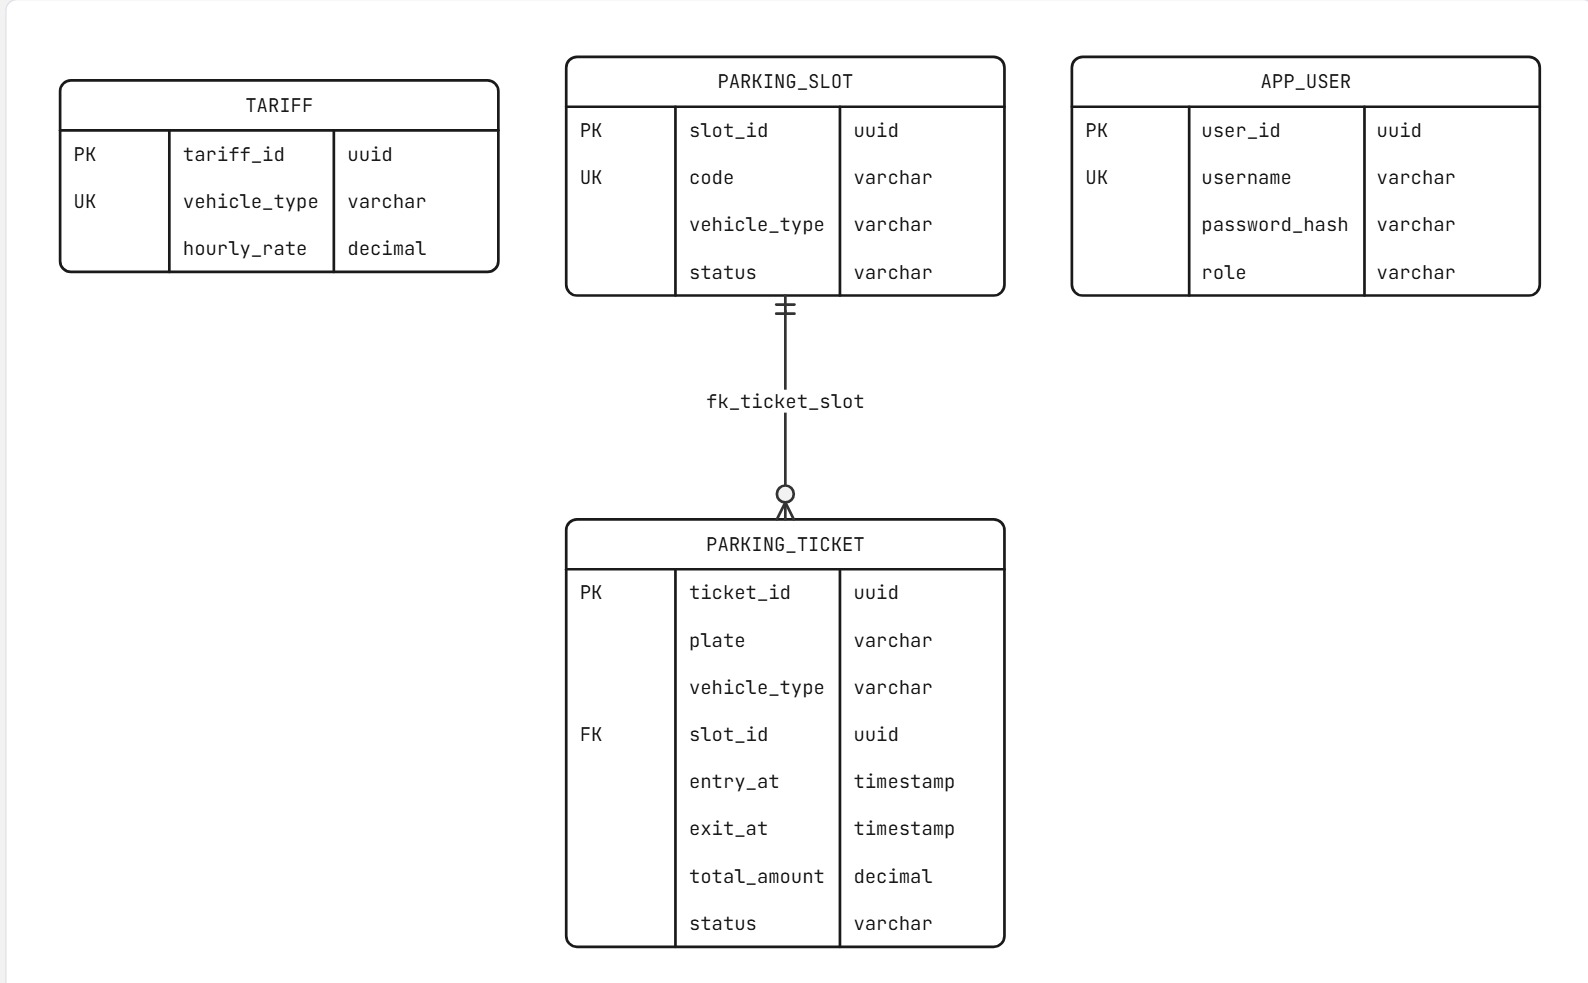 TARIFF
PK tariff_id uuid
UK vehicle_type varchar
hourly_rate decimal
PARKING_SLOT
PK slot_id uuid
UK code varchar
vehicle_type varchar
status varchar
APP_USER
PK user_id uuid
UK username varchar
password_hash varchar
role varchar
fk_ticket_slot
PARKING_TICKET
PK ticket_id uuid
plate varchar
vehicle_type varchar
FK slot_id uuid
entry_at timestamp
exit_at timestamp
total_amount decimal
status varchar